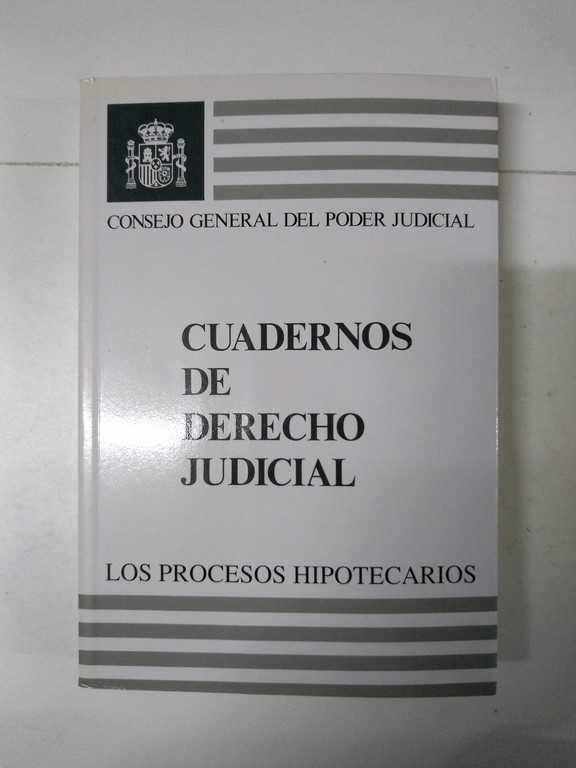 CONSEJO GENERAL DEL PODER JUDICIAL
CUADERNOS
DE
DERECHO
JUDICIAL
LOS PROCESOS HIPOTECARIOS